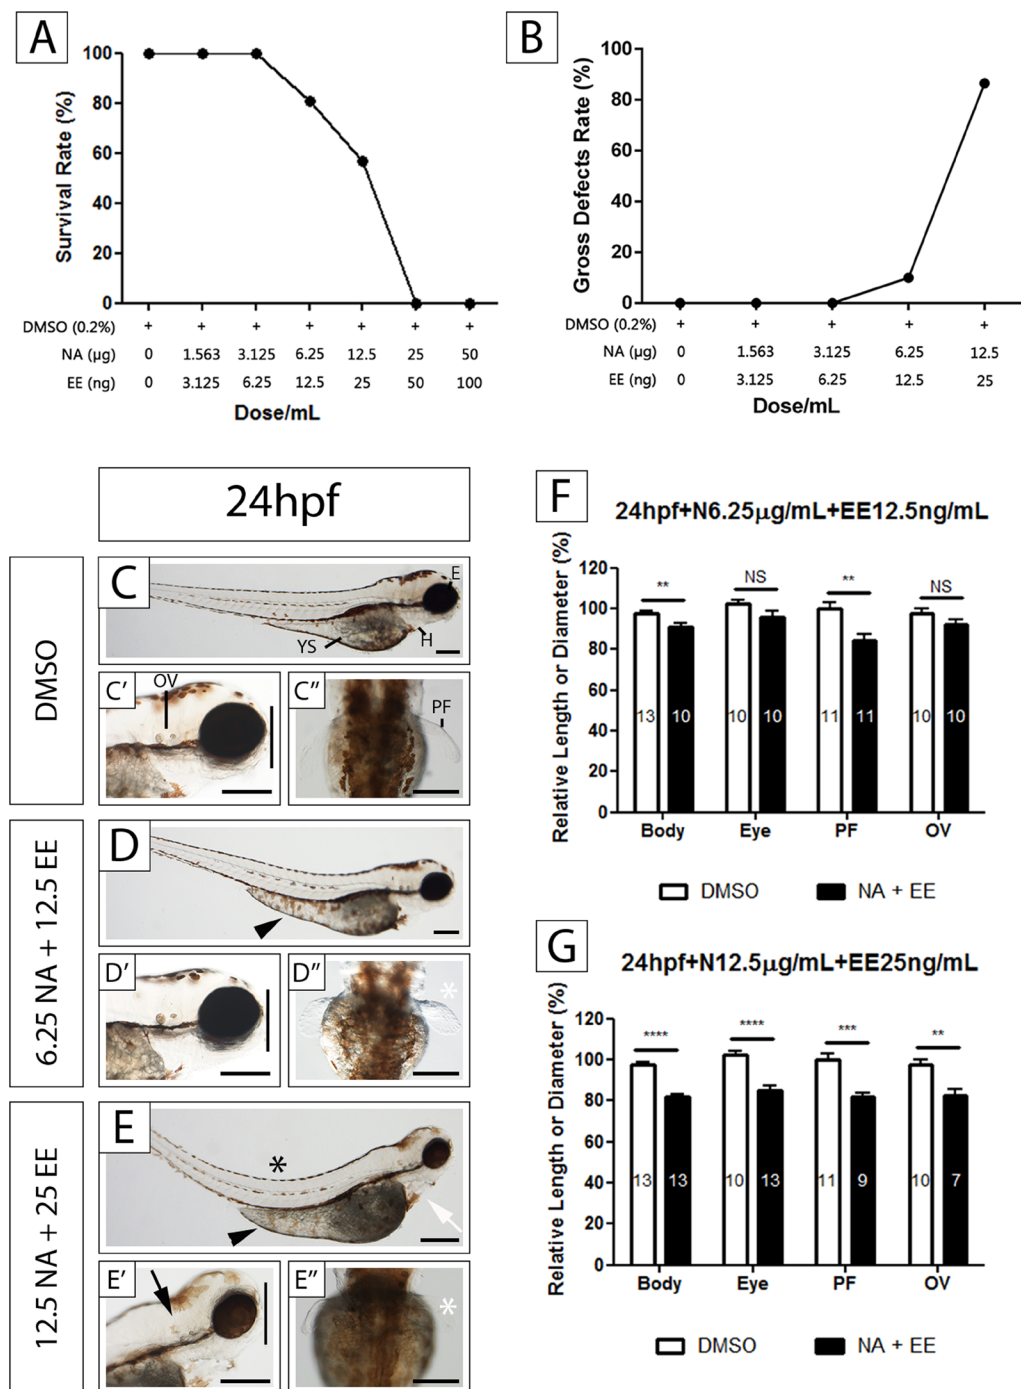 A
Survival Rate (%)
100
80
60
40
20
0
DMSO (0.2%) + + + + + + +
NA (µg) 0 1.563 3.125 6.25 12.5 25 50
EE (ng) 0 3.125 6.25 12.5 25 50 100
Dose/mL
B
Gross Defects Rate (%)
100
80
60
40
20
0
DMSO (0.2%) + + + + +
NA (µg) 0 1.563 3.125 6.25 12.5
EE (ng) 0 3.125 6.25 12.5 25
Dose/mL
24hpf
DMSO
C
E
YS
H
C'
OV
C"
PF
6.25 NA + 12.5 EE
D
D'
D"
*
12.5 NA + 25 EE
E
*
E'
E"
*
F
24hpf+N6.25µg/mL+EE12.5ng/mL
Relative Length or Diameter (%)
120
100
80
60
40
20
0
** NS ** NS
13 10 10 10 11 11 10 10
Body Eye PF OV
DMSO NA + EE
G
24hpf+N12.5µg/mL+EE25ng/mL
Relative Length or Diameter (%)
120
100
80
60
40
20
0
**** **** *** **
13 13 10 13 11 9 10 7
Body Eye PF OV
DMSO NA + EE